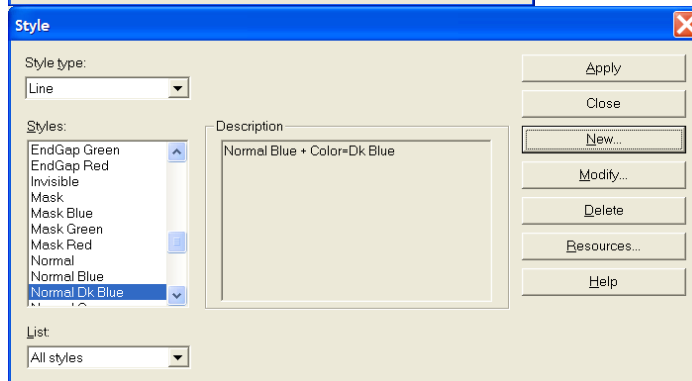 Style
Style type:
Line
Styles:
EndGap Green
EndGap Red
Invisible
Mask
Mask Blue
Mask Green
Mask Red
Normal
Normal Blue
Normal Dk Blue
Description
Normal Blue + Color=Dk Blue
List:
All styles
Apply
Close
New...
Modify...
Delete
Resources...
Help